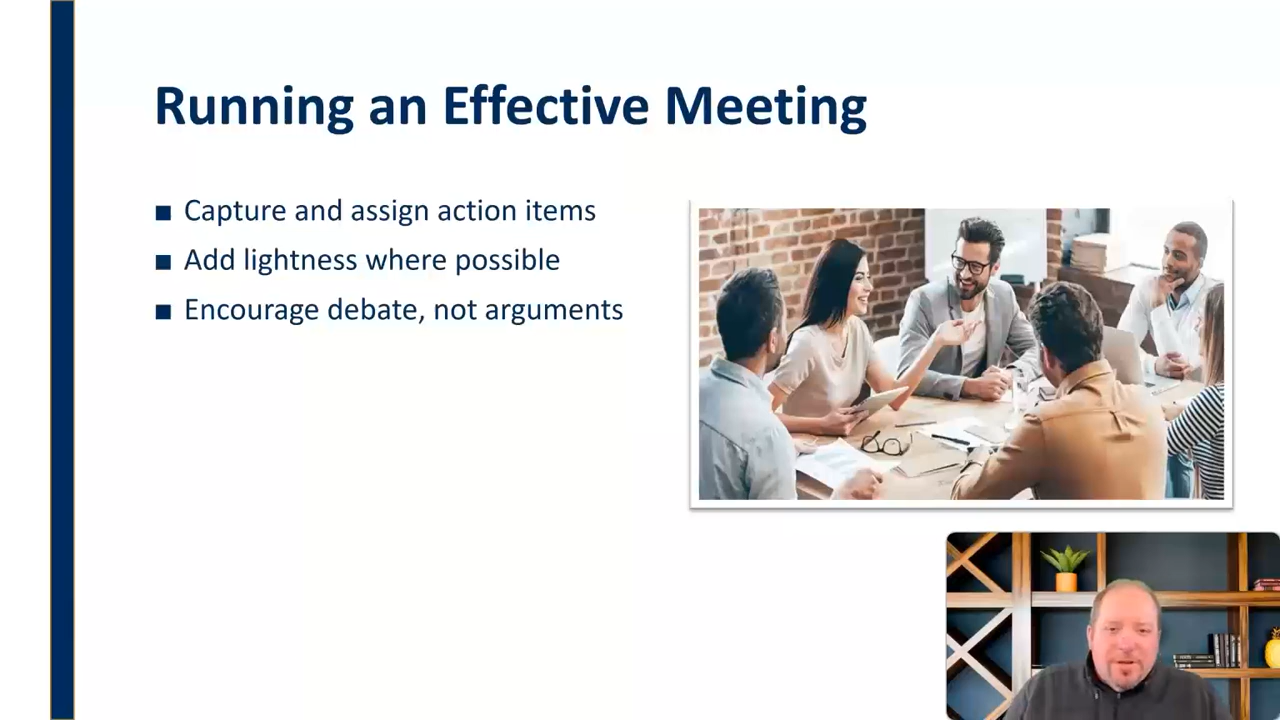 Running an Effective Meeting
■ Capture and assign action items
■ Add lightness where possible
■ Encourage debate, not arguments